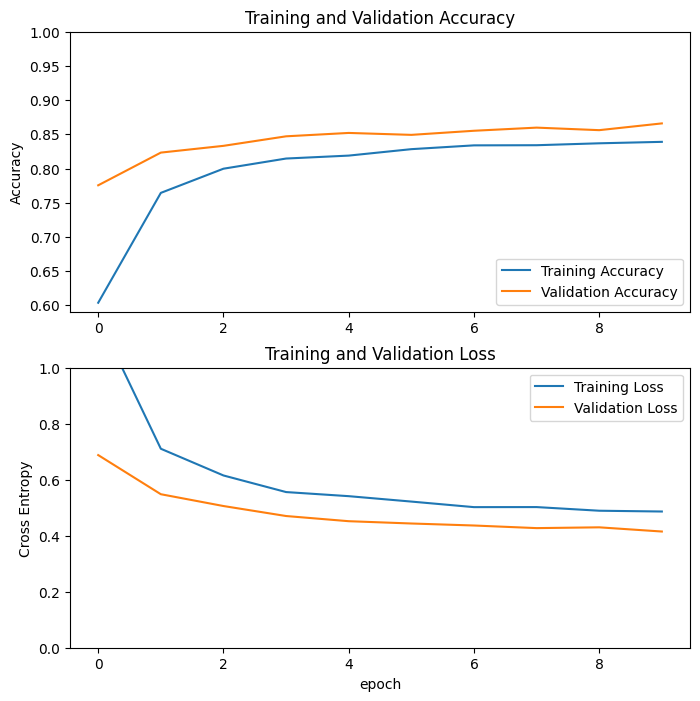 Training and Validation Accuracy
1.00
0.95
0.90
0.85
0.80
0.75
0.70
0.65
0.60
Accuracy
Training Accuracy
Validation Accuracy
0 2 4 6 8
Training and Validation Loss
1.0
0.8
0.6
0.4
0.2
0.0
Cross Entropy
Training Loss
Validation Loss
0 2 4 6 8
epoch